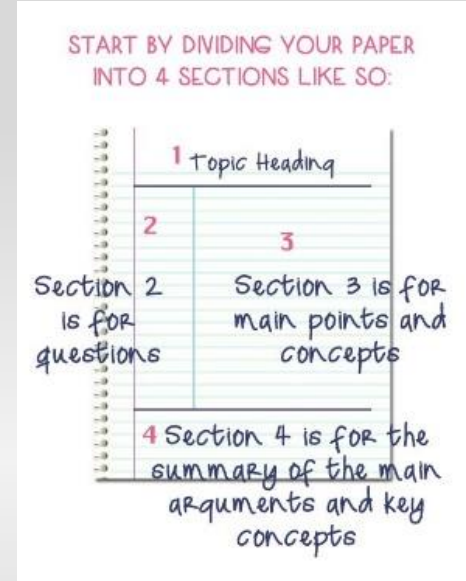 START BY DIVIDING YOUR PAPER
INTO 4 SECTIONS LIKE SO:
1 Topic Heading
2
Section 2
is for
questions
3
Section 3 is for
main points and
concepts
4 Section 4 is for the
summary of the main
arguments and key
concepts